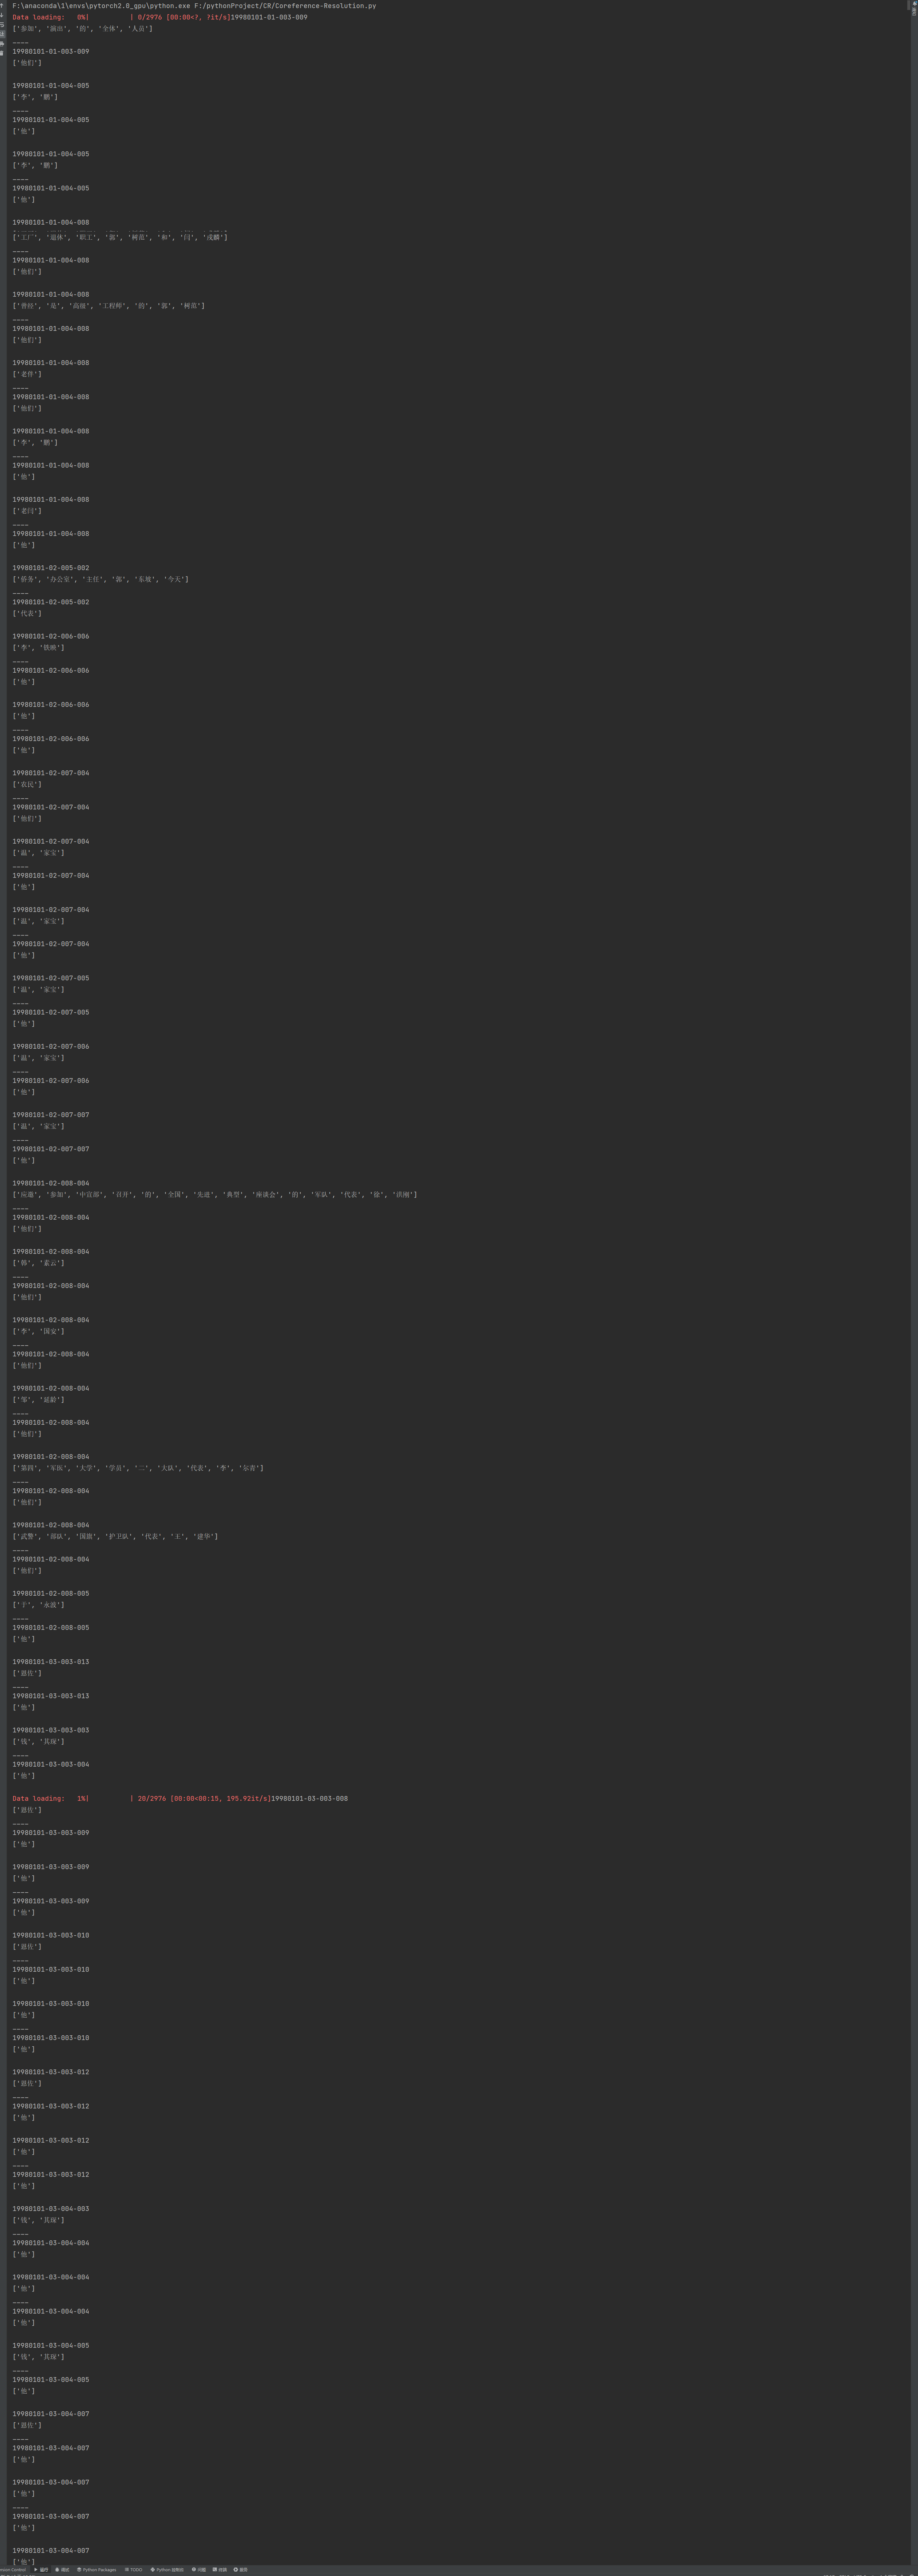 F:\anaconda\1\envs\pytorch2.0_gpu\python.exe F:/pythonProject/CR/Coreference-Resolution.py
Data loading:   0%|          | 0/2976 [00:00<?, ?it/s]19980101-01-003-009
['参加', '演出', '的', '全体', '人员']
----
19980101-01-003-009
['他们']
19980101-01-004-005
['李', '鹏']
----
19980101-01-004-005
['他']
19980101-01-004-005
['李', '鹏']
----
19980101-01-004-005
['他']
19980101-01-004-008
['工厂', '退休', '职工', '郭', '树范', '和', '闫', '戍麟']
----
19980101-01-004-008
['他们']
19980101-01-004-008
['曾经', '是', '高级', '工程师', '的', '郭', '树范']
----
19980101-01-004-008
['他们']
19980101-01-004-008
['老伴']
----
19980101-01-004-008
['他们']
19980101-01-004-008
['李', '鹏']
----
19980101-01-004-008
['他']
19980101-01-004-008
['老闫']
----
19980101-01-004-008
['他']
19980101-02-005-002
['侨务', '办公室', '主任', '郭', '东坡', '今天']
----
19980101-02-005-002
['代表']
19980101-02-006-006
['李', '铁映']
----
19980101-02-006-006
['他']
19980101-02-006-006
['他']
----
19980101-02-006-006
['他']
19980101-02-007-004
['农民']
----
19980101-02-007-004
['他们']
19980101-02-007-004
['温', '家宝']
----
19980101-02-007-004
['他']
19980101-02-007-004
['温', '家宝']
----
19980101-02-007-004
['他']
19980101-02-007-005
['温', '家宝']
----
19980101-02-007-005
['他']
19980101-02-007-006
['温', '家宝']
----
19980101-02-007-006
['他']
19980101-02-007-007
['温', '家宝']
----
19980101-02-007-007
['他']
19980101-02-008-004
['应邀', '参加', '中宣部', '召开', '的', '全国', '先进', '典型', '座谈会', '的', '军队', '代表', '徐', '洪刚']
----
19980101-02-008-004
['他们']
19980101-02-008-004
['韩', '素云']
----
19980101-02-008-004
['他们']
19980101-02-008-004
['李', '国安']
----
19980101-02-008-004
['他们']
19980101-02-008-004
['邹', '延龄']
----
19980101-02-008-004
['他们']
19980101-02-008-004
['第四', '军医', '大学', '学员', '二', '大队', '代表', '李', '尔青']
----
19980101-02-008-004
['他们']
19980101-02-008-004
['武警', '部队', '国旗', '护卫队', '代表', '王', '建华']
----
19980101-02-008-004
['他们']
19980101-02-008-005
['于', '永波']
----
19980101-02-008-005
['他']
19980101-03-003-013
['恩佐']
----
19980101-03-003-013
['他']
19980101-03-003-003
['钱', '其琛']
----
19980101-03-003-004
['他']
Data loading:   1%|          | 20/2976 [00:00<00:15, 195.92it/s]19980101-03-003-008
['恩佐']
----
19980101-03-003-009
['他']
19980101-03-003-009
['他']
----
19980101-03-003-009
['他']
19980101-03-003-010
['恩佐']
----
19980101-03-003-010
['他']
19980101-03-003-010
['他']
----
19980101-03-003-010
['他']
19980101-03-003-012
['恩佐']
----
19980101-03-003-012
['他']
19980101-03-003-012
['他']
----
19980101-03-003-012
['他']
19980101-03-004-003
['钱', '其琛']
----
19980101-03-004-004
['他']
19980101-03-004-004
['他']
----
19980101-03-004-004
['他']
19980101-03-004-005
['钱', '其琛']
----
19980101-03-004-005
['他']
19980101-03-004-007
['恩佐']
----
19980101-03-004-007
['他']
19980101-03-004-007
['他']
----
19980101-03-004-007
['他']
19980101-03-004-007
['他']
Control 运行 调试 Python Packages TODO Python 控制台 问题 终端 服务